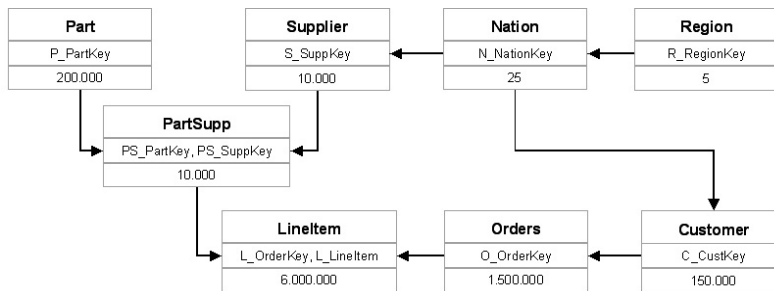 Part
P_PartKey
200.000
Supplier
S_SuppKey
10.000
Nation
N_NationKey
25
Region
R_RegionKey
5
PartSupp
PS_PartKey, PS_SuppKey
10.000
LineItem
L_OrderKey, L_LineItem
6.000.000
Orders
O_OrderKey
1.500.000
Customer
C_CustKey
150.000